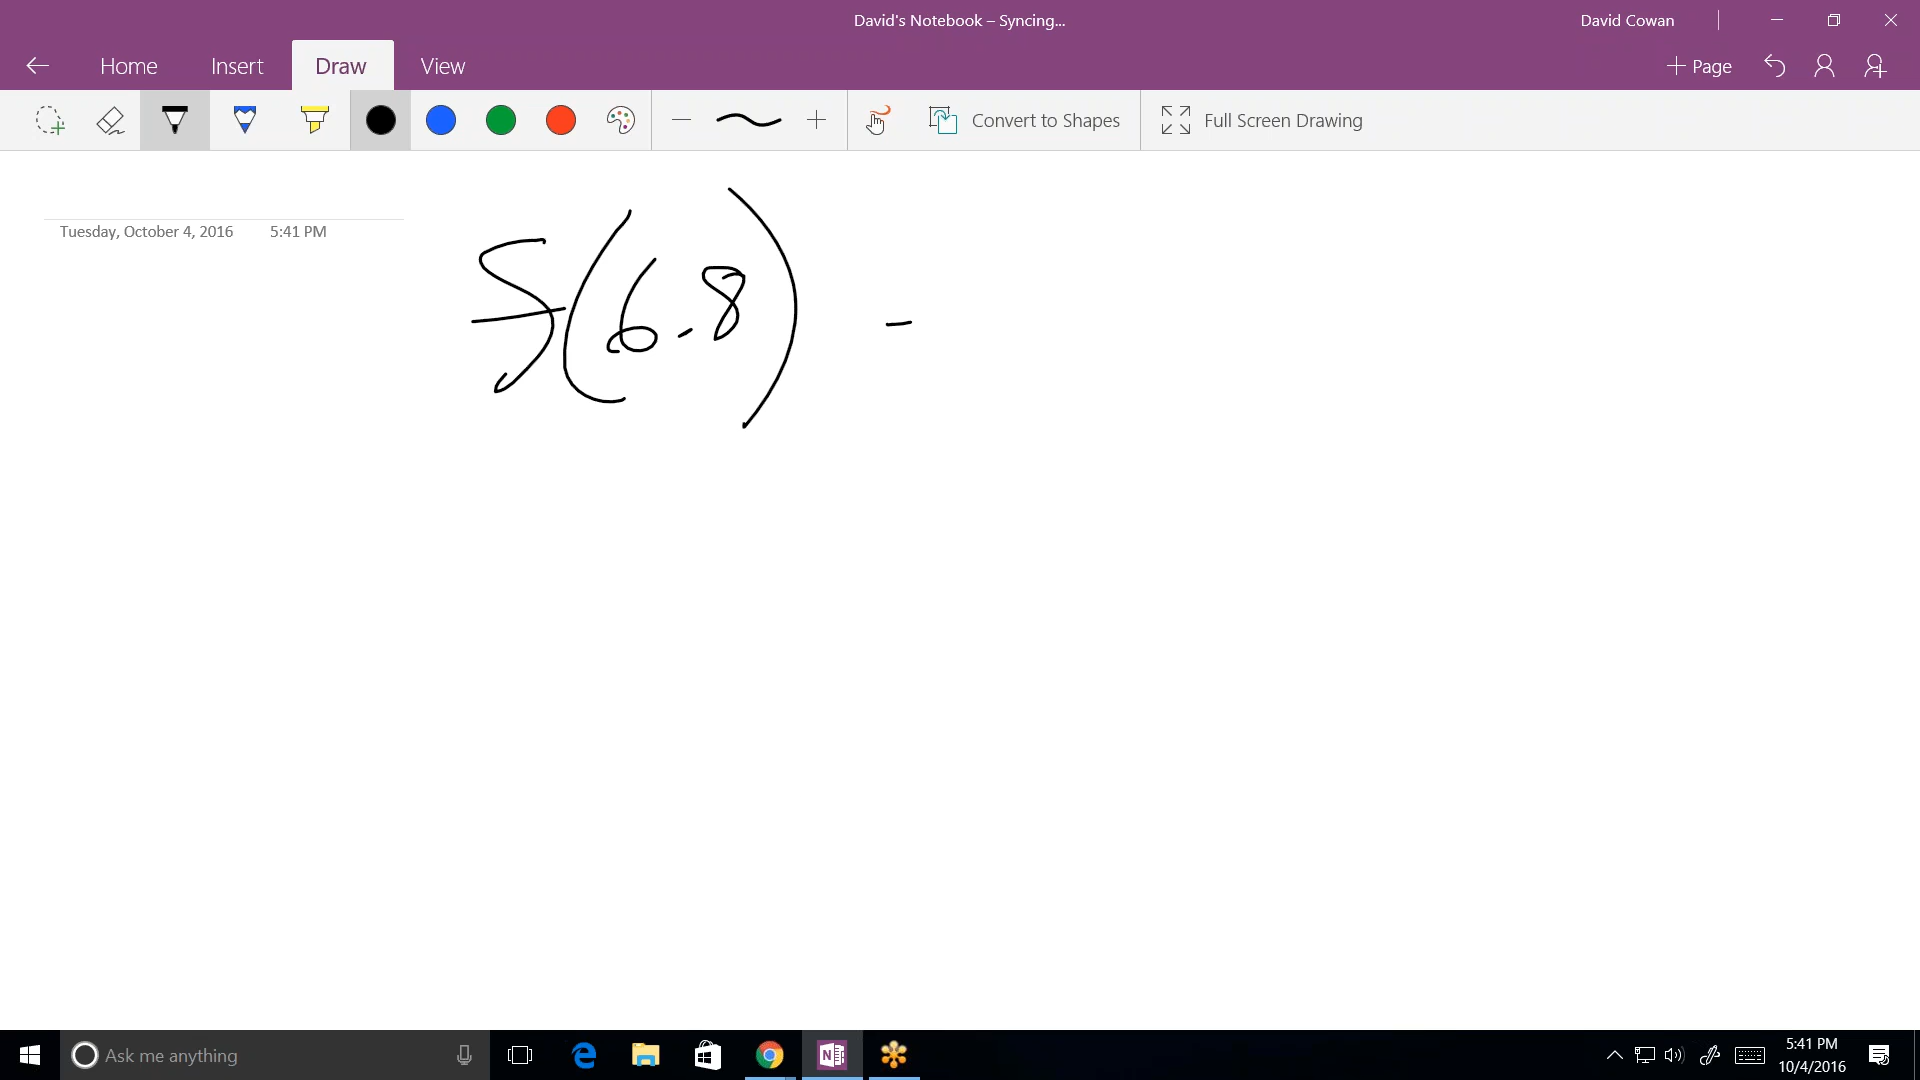 David's Notebook – Syncing... David Cowan
Home Insert Draw View Page
Convert to Shapes Full Screen Drawing
Tuesday, October 4, 2016 5:41 PM
(6.8) -
Ask me anything
5:41 PM
10/4/2016